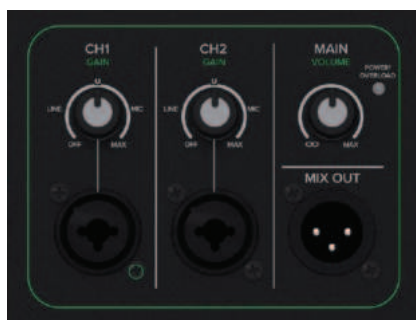 CH1
GAIN
U
LINE
MIC
OFF
MAX
CH2
GAIN
U
LINE
MIC
OFF
MAX
MAIN
VOLUME
POWER/
OVERLOAD
OO
MAX
MIX OUT